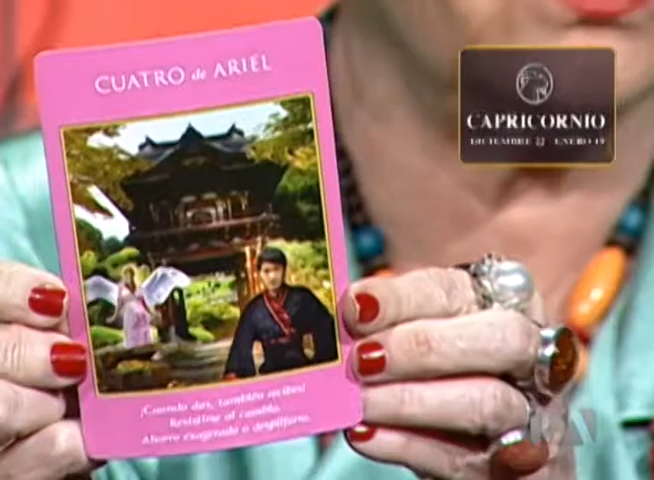 CUATRO de ARIEL
CAPRICORNIO
DICIEMBRE 22 ENERO 19
¡Cuando das, también recibes!
Resistirse al cambio.
Ahorro exagerado o despilfarro.